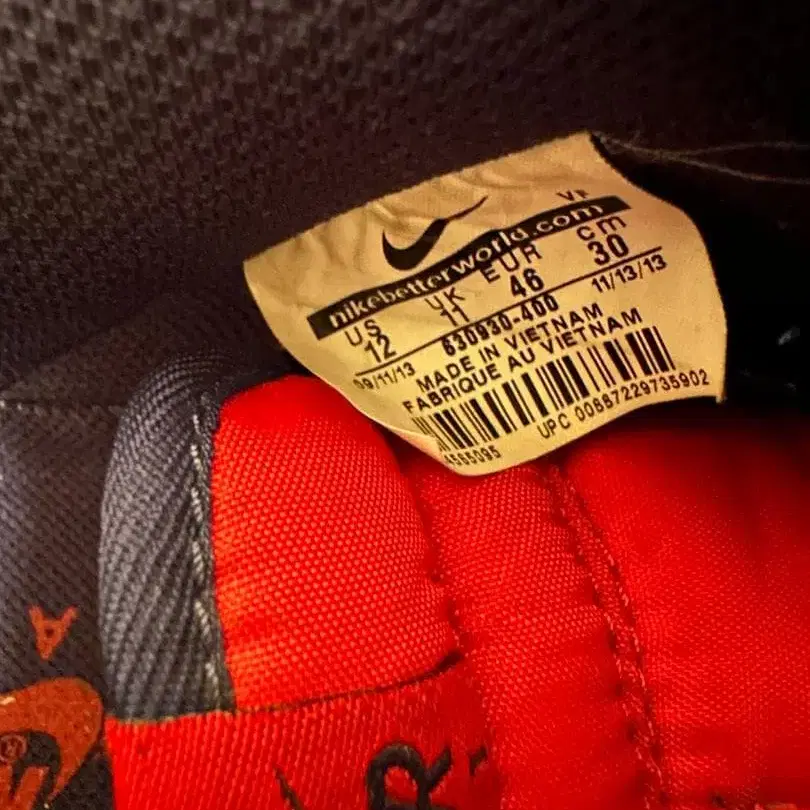 VF
nikebetterworld.com
US UK EUR cm
12 11 46 30
09/11/13 630930-400 11/13/13
MADE IN VIETNAM
FABRIQUE AU VIETNAM
UPC 00887229735902
4565095
A
®